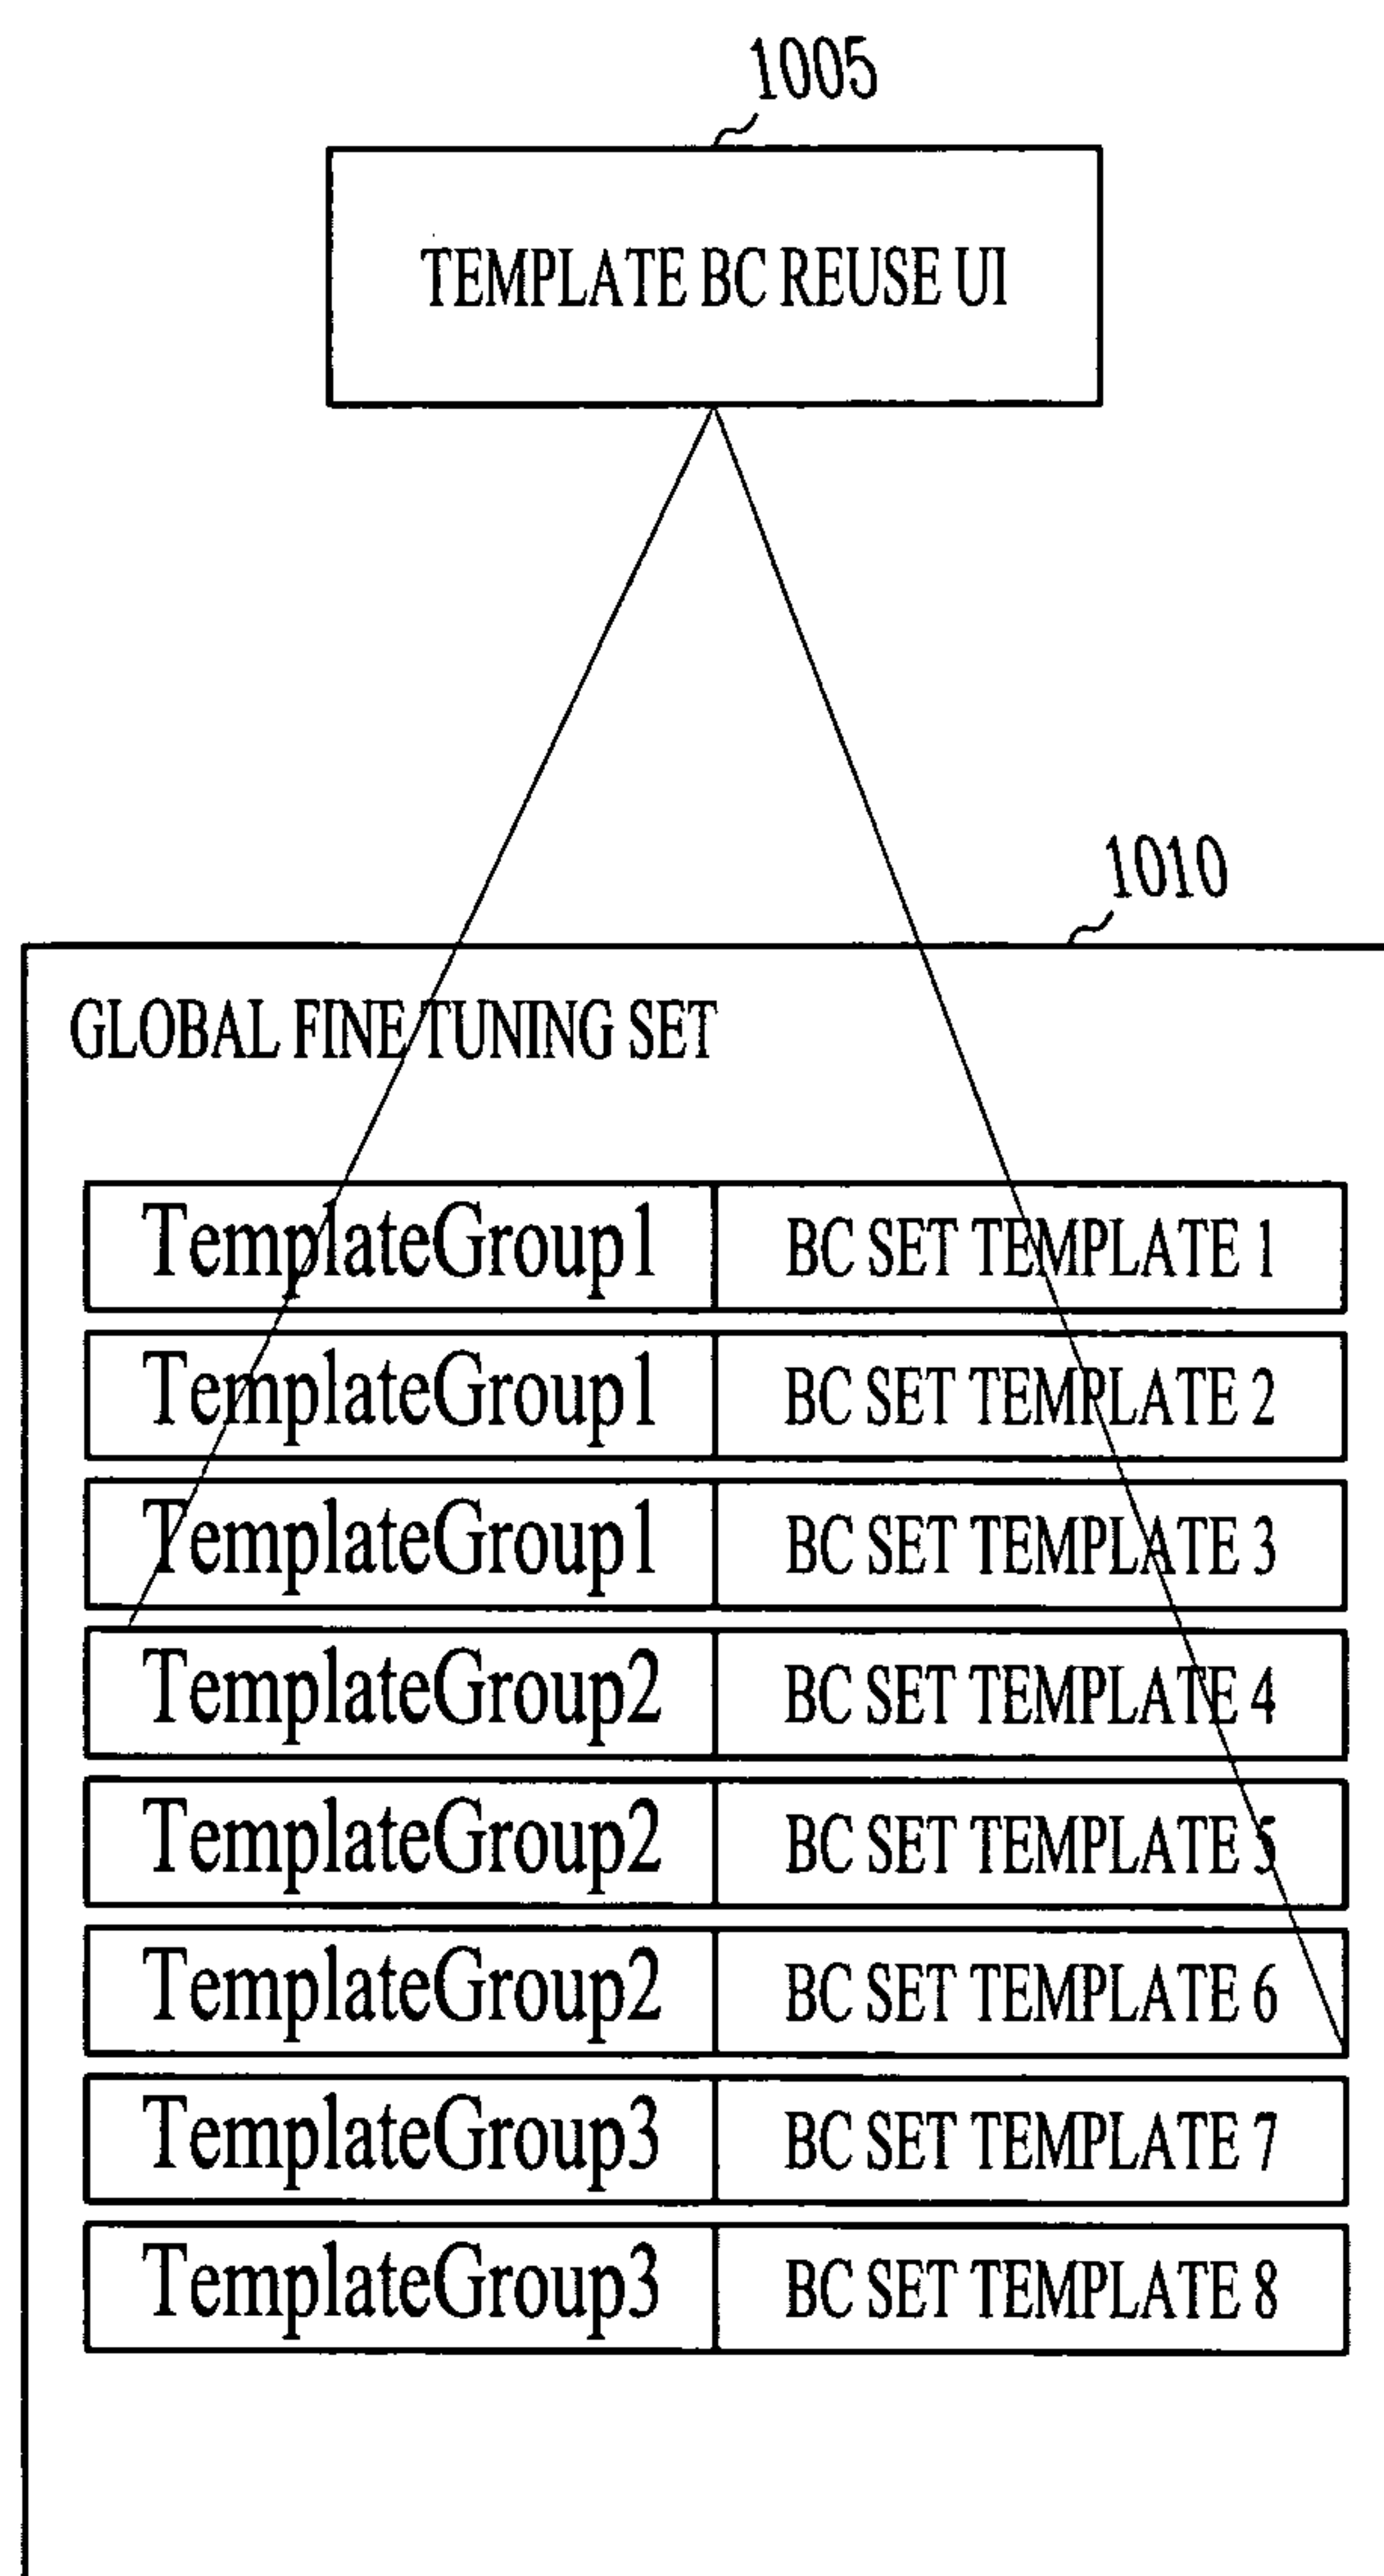 1005
TEMPLATE BC REUSE UI
1010
GLOBAL FINE TUNING SET
TemplateGroup1 BC SET TEMPLATE 1
TemplateGroup1 BC SET TEMPLATE 2
TemplateGroup1 BC SET TEMPLATE 3
TemplateGroup2 BC SET TEMPLATE 4
TemplateGroup2 BC SET TEMPLATE 5
TemplateGroup2 BC SET TEMPLATE 6
TemplateGroup3 BC SET TEMPLATE 7
TemplateGroup3 BC SET TEMPLATE 8